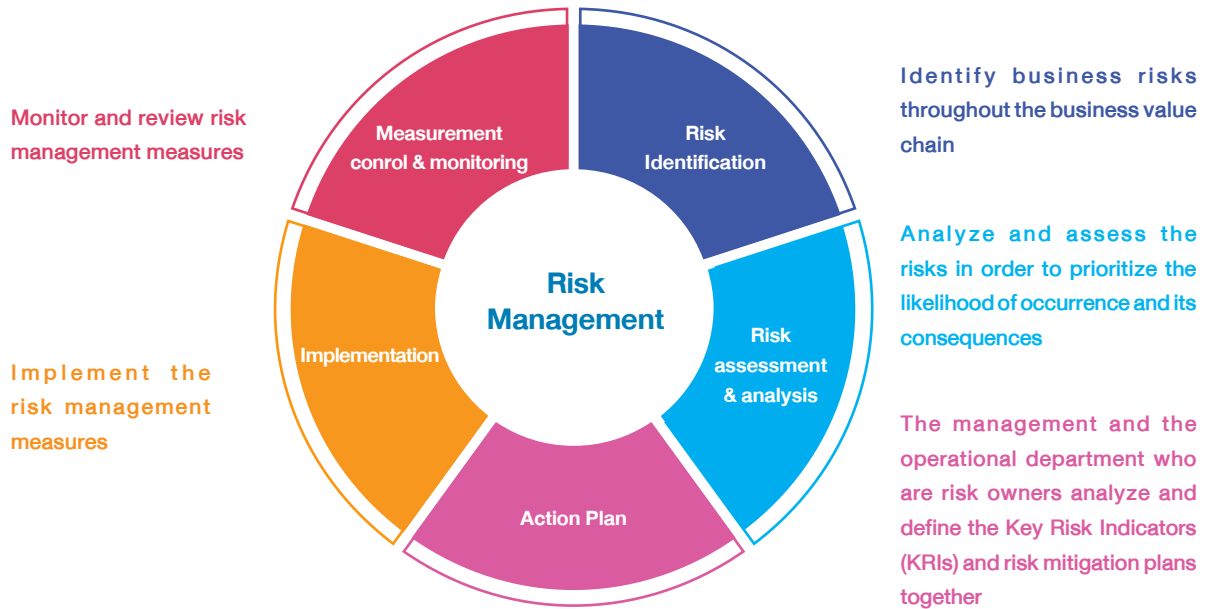 Monitor and review risk
management measures
Measurement
conrol & monitoring
Risk
Identification
Identify business risks
throughout the business value
chain
Analyze and assess the
risks in order to prioritize the
likelihood of occurrence and its
consequences
Risk
Management
Risk
assessment
& analysis
Implementation
Implement the
risk management
measures
Action Plan
The management and the
operational department who
are risk owners analyze and
define the Key Risk Indicators
(KRIs) and risk mitigation plans
together